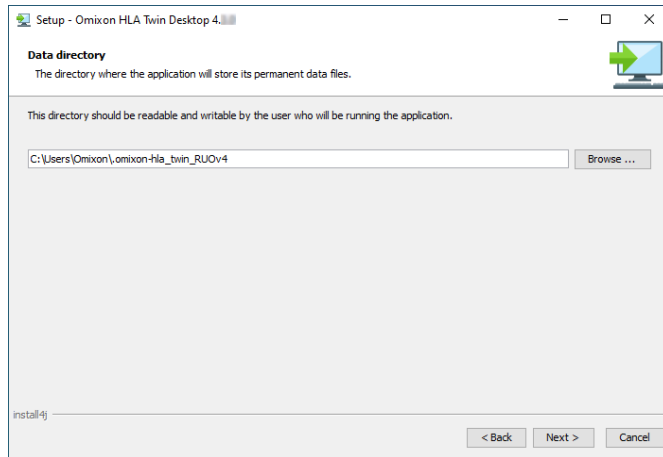 Setup - Omixon HLA Twin Desktop 4.
Data directory
The directory where the application will store its permanent data files.
This directory should be readable and writable by the user who will be running the application.
C:\Users\Omixon\.omixon-hla_twin_RUOv4
Browse ...
install4j
< Back
Next >
Cancel